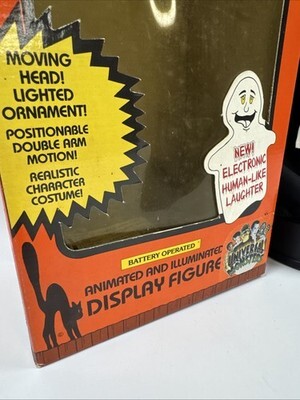 MOVING
HEAD!
LIGHTED
ORNAMENT!
POSITIONABLE
DOUBLE ARM
MOTION!
REALISTIC
CHARACTER
COSTUME!
NEW!
ELECTRONIC
HUMAN-LIKE
LAUGHTER
BATTERY OPERATED
ANIMATED AND ILLUMINATED
DISPLAY FIGURE
UNIVERSAL